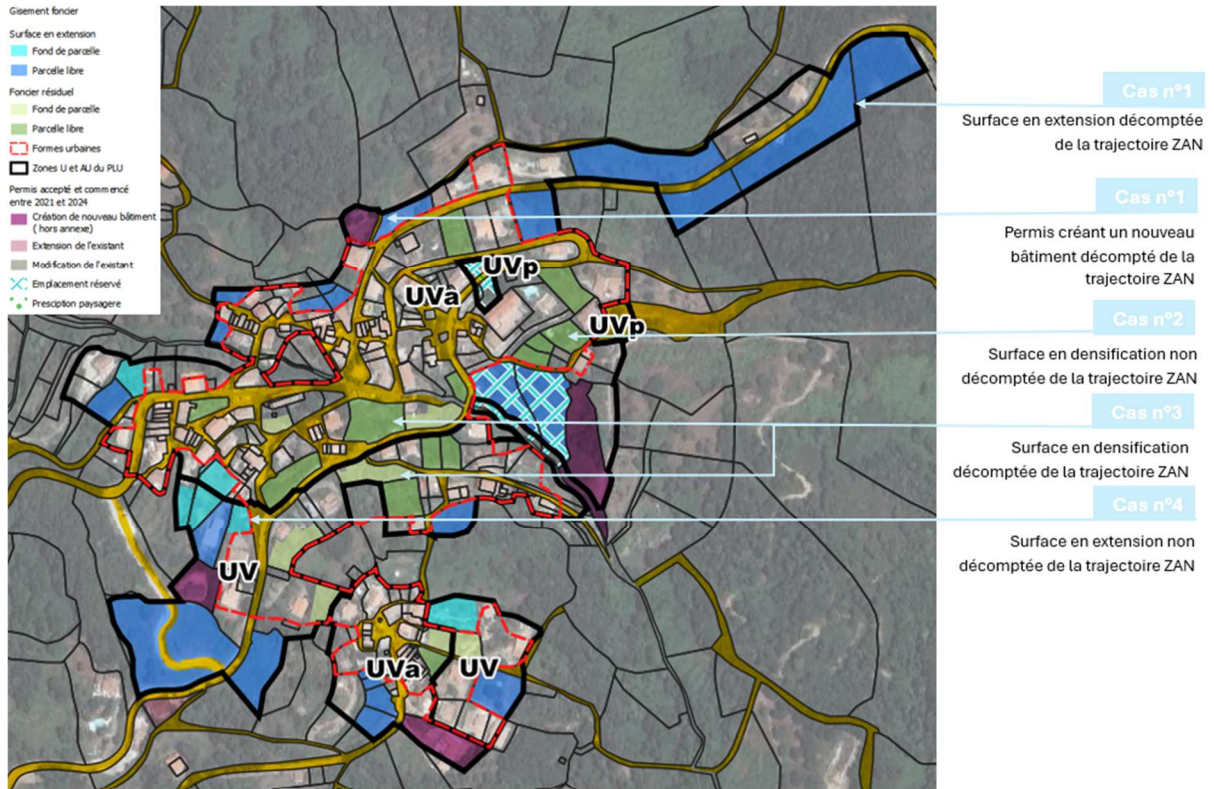 Gisement foncier
Surface en extension
Fond de parcelle
Parcelle libre
Foncier résiduel
Fond de parcelle
Parcelle libre
Formes urbaines
Zones U et AU du PLU
Permis accepté et commencé
entre 2021 et 2024
Création de nouveau bâtiment
( hors annexe)
Extension de l'existant
Modification de l'existant
Emplacement réservé
Presciption paysagere
UVp
UVa
UVp
UV
UVa
UV
Cas n°1
Surface en extension décomptée
de la trajectoire ZAN
Cas n°1
Permis créant un nouveau
bâtiment décompté de la
trajectoire ZAN
Cas n°2
Surface en densification non
décomptée de la trajectoire ZAN
Cas n°3
Surface en densification
décomptée de la trajectoire ZAN
Cas n°4
Surface en extension non
décomptée de la trajectoire ZAN